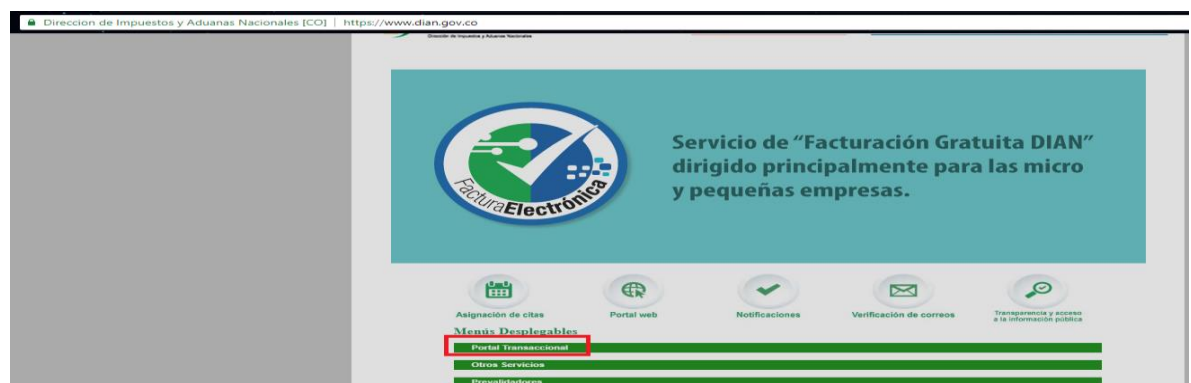 Direccion de Impuestos y Aduanas Nacionales [CO] | https://www.dian.gov.co
Dirección de Impuestos y Aduanas Nacionales
FacturaElectrónica
Servicio de “Facturación Gratuita DIAN”
dirigido principalmente para las micro
y pequeñas empresas.
Asignación de citas
Portal web
Notificaciones
Verificación de correos
Transparencia y acceso
a la información pública
Menús Desplegables
Portal Transaccional
Otros Servicios
Prevalidadores